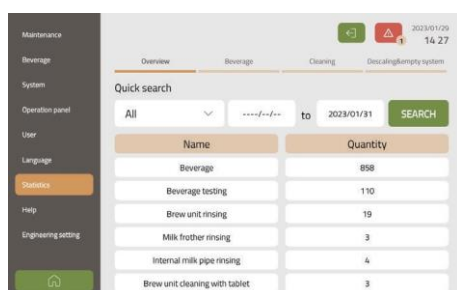 Maintenance
Beverage
System
Operation panel
User
Language
Statistics
Help
Engineering setting
1
2023/01/29
14 27
Overview
Beverage
Cleaning
Descaling&empty system
Quick search
All
----/--/--
to
2023/01/31
SEARCH
Name Quantity
Beverage 858
Beverage testing 110
Brew unit rinsing 19
Milk frother rinsing 3
Internal milk pipe rinsing 4
Brew unit cleaning with tablet 3